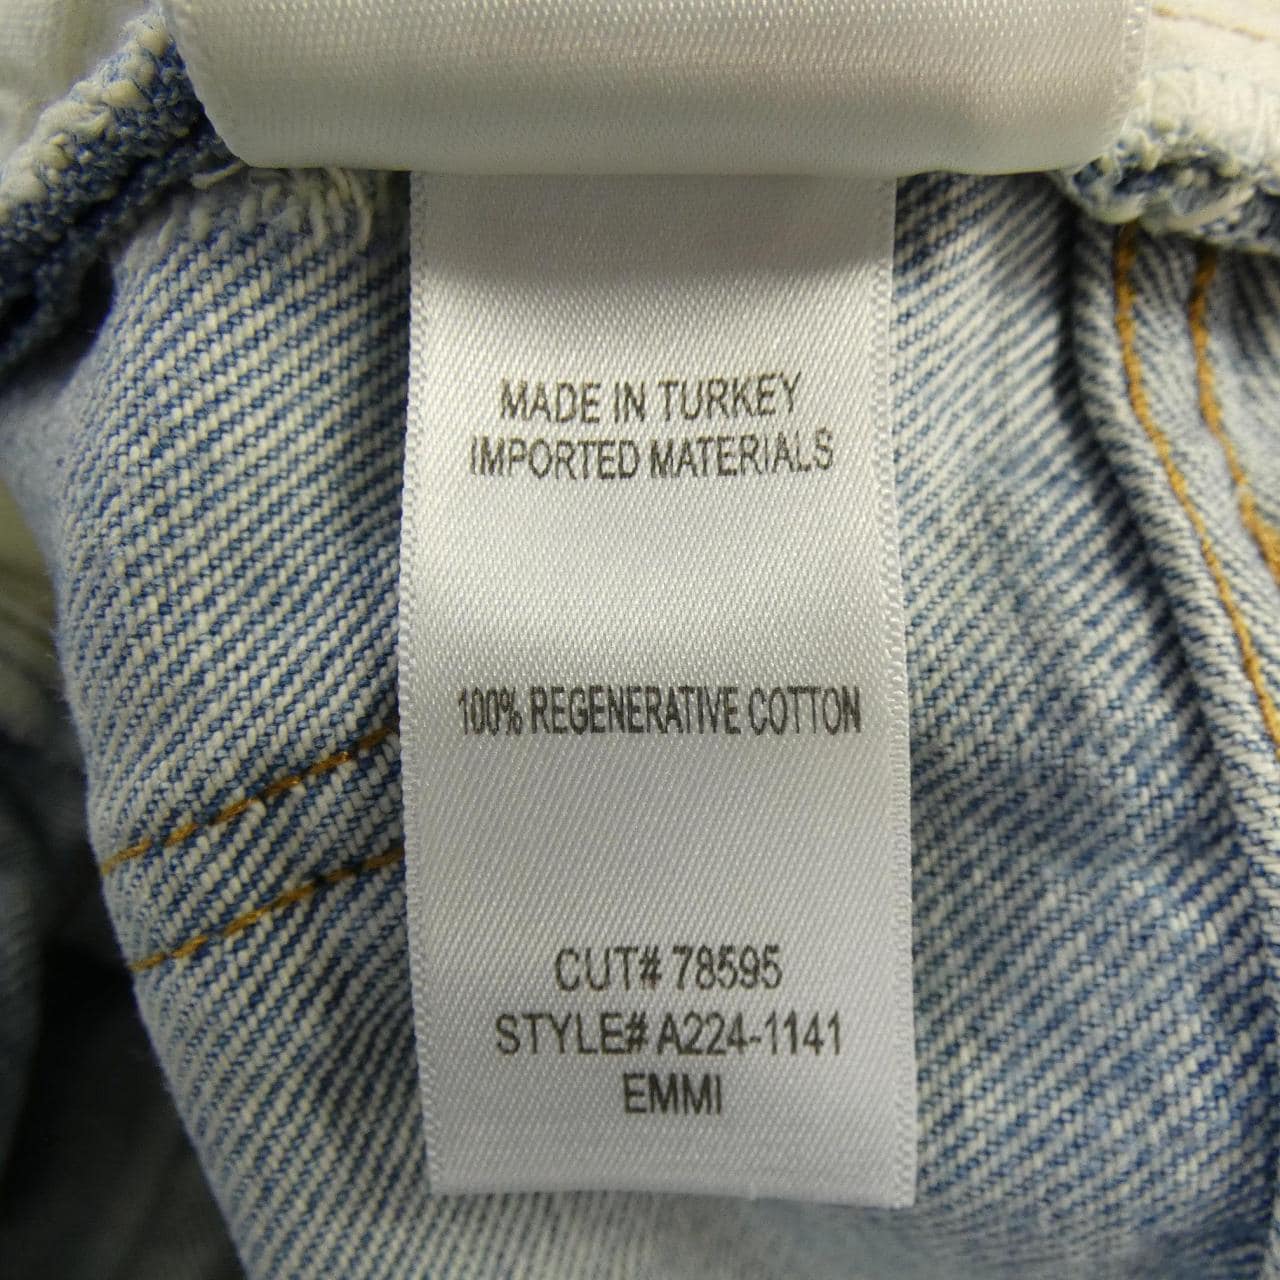 MADE IN TURKEY
IMPORTED MATERIALS
100% REGENERATIVE COTTON
CUT# 78595
STYLE# A224-1141
EMMI